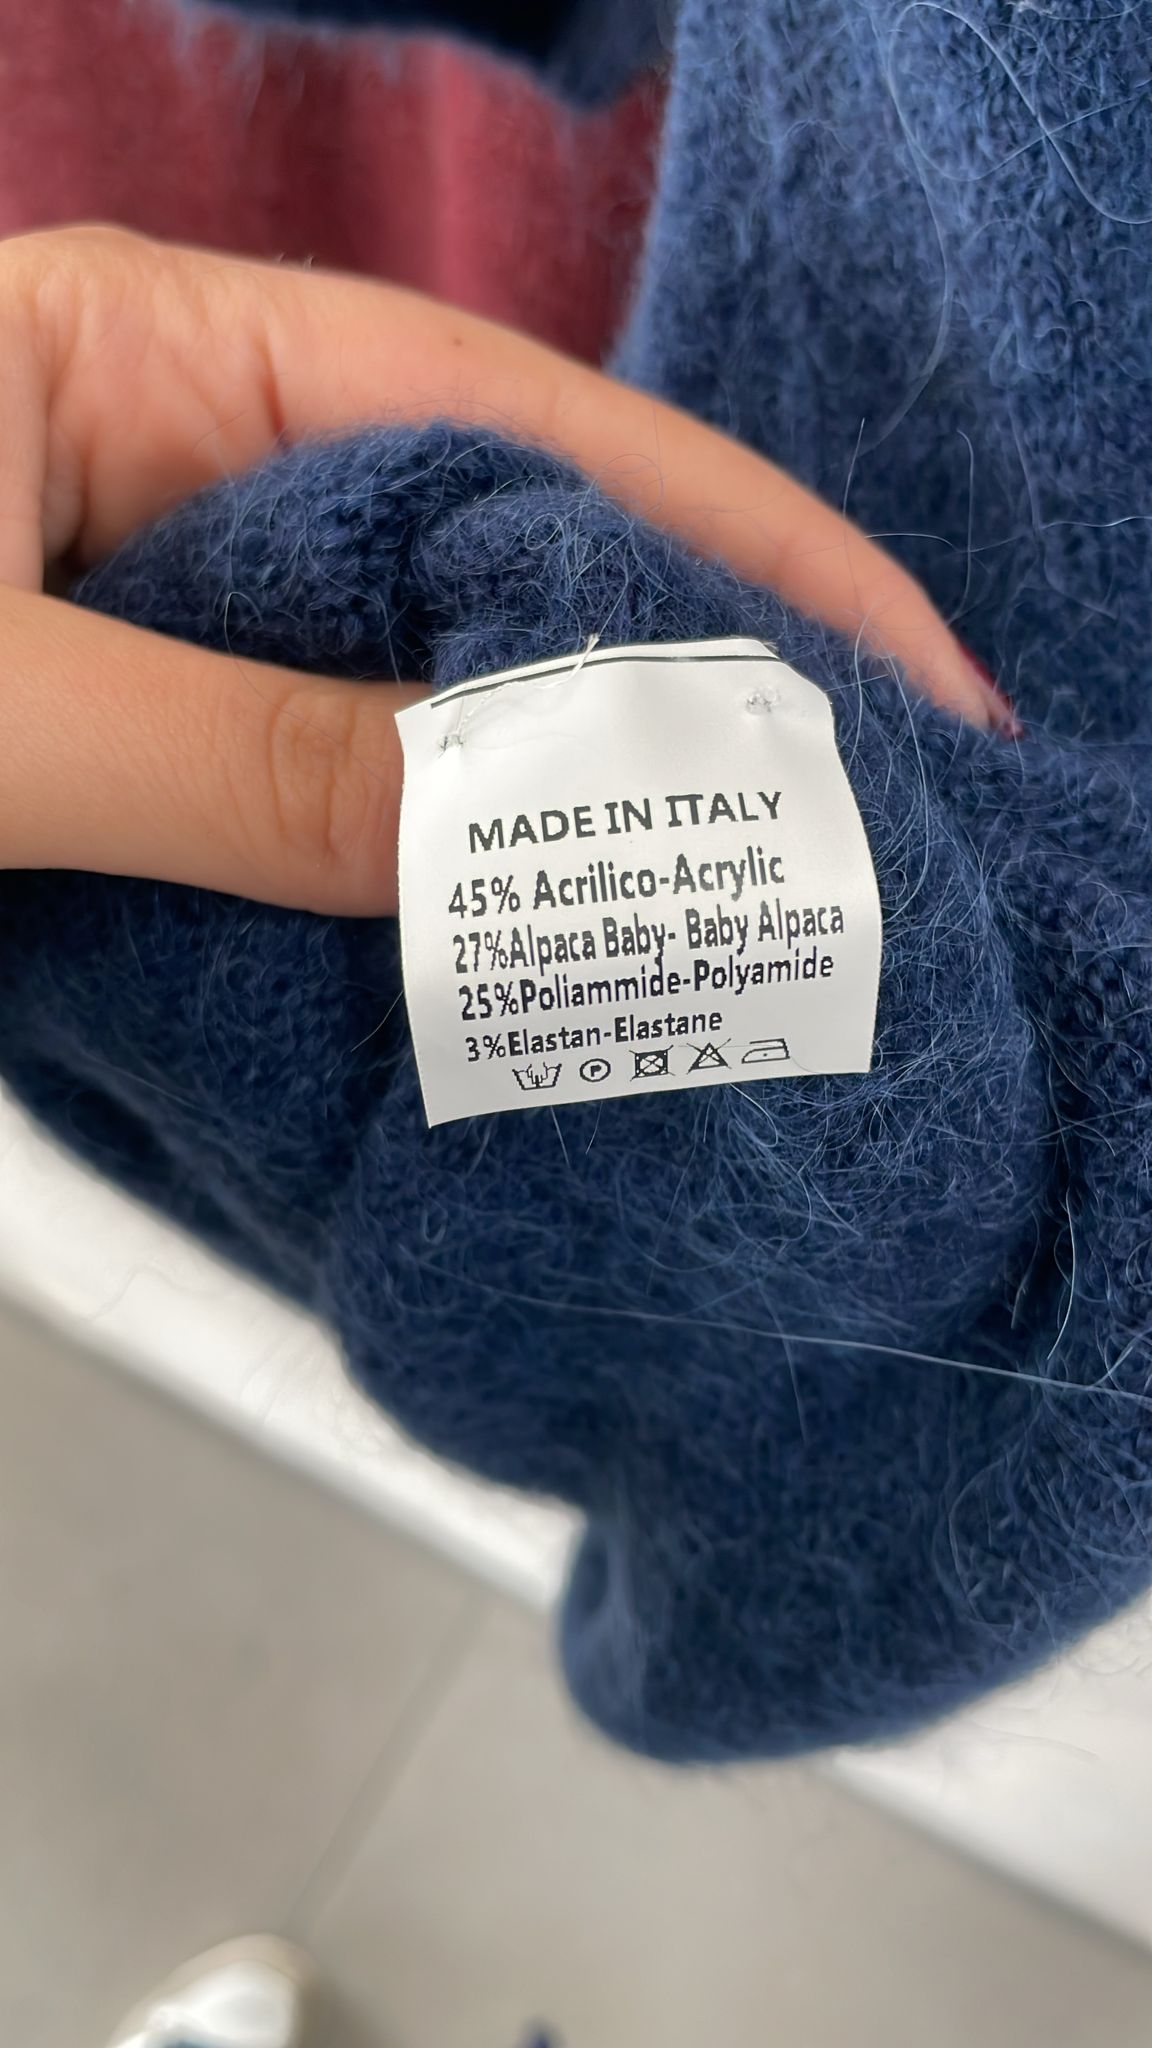 MADE IN ITALY
45% Acrilico-Acrylic
27%Alpaca Baby- Baby Alpaca
25%Poliammide-Polyamide
3%Elastan-Elastane
P